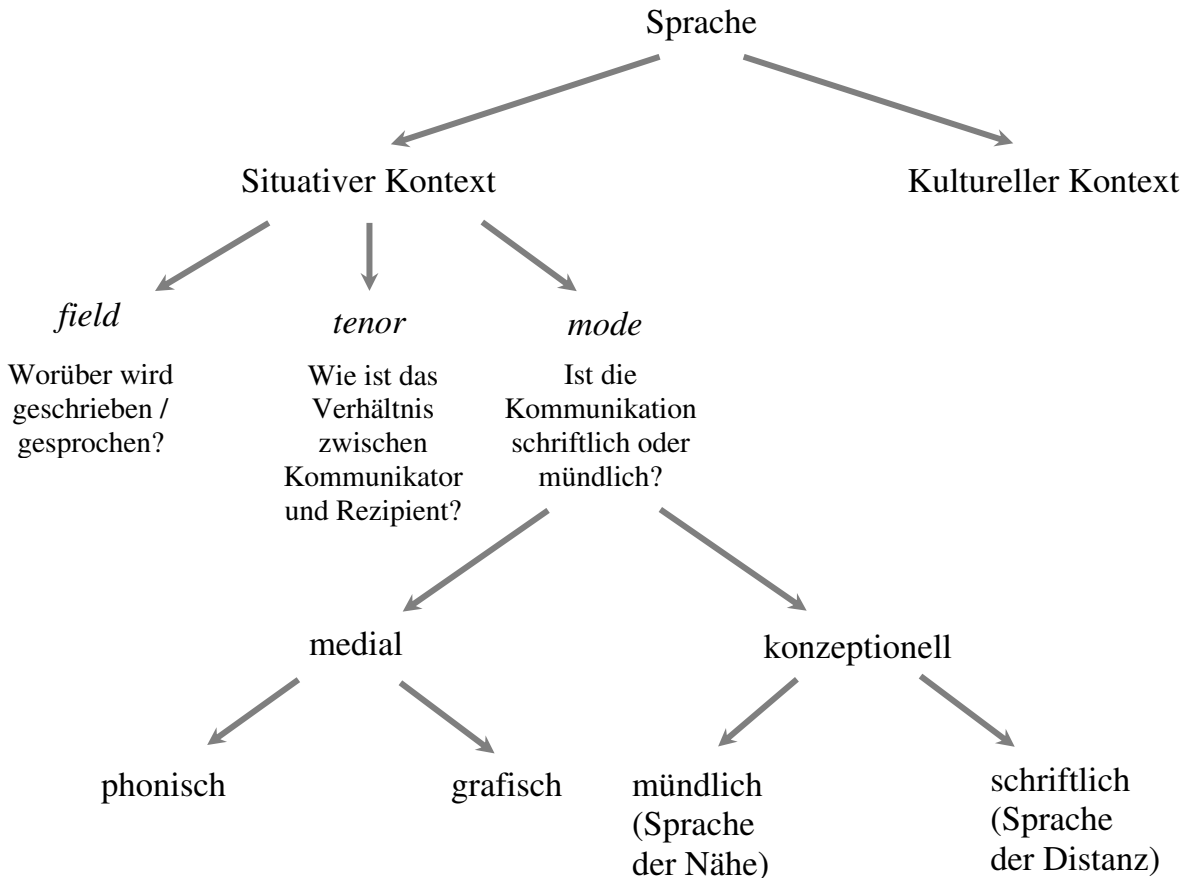 Sprache
Situativer Kontext
Kultureller Kontext
field
Worüber wird
geschrieben /
gesprochen?
tenor
Wie ist das
Verhältnis
zwischen
Kommunikator
und Rezipient?
mode
Ist die
Kommunikation
schriftlich oder
mündlich?
medial
konzeptionell
phonisch
grafisch
mündlich
(Sprache
der Nähe)
schriftlich
(Sprache
der Distanz)